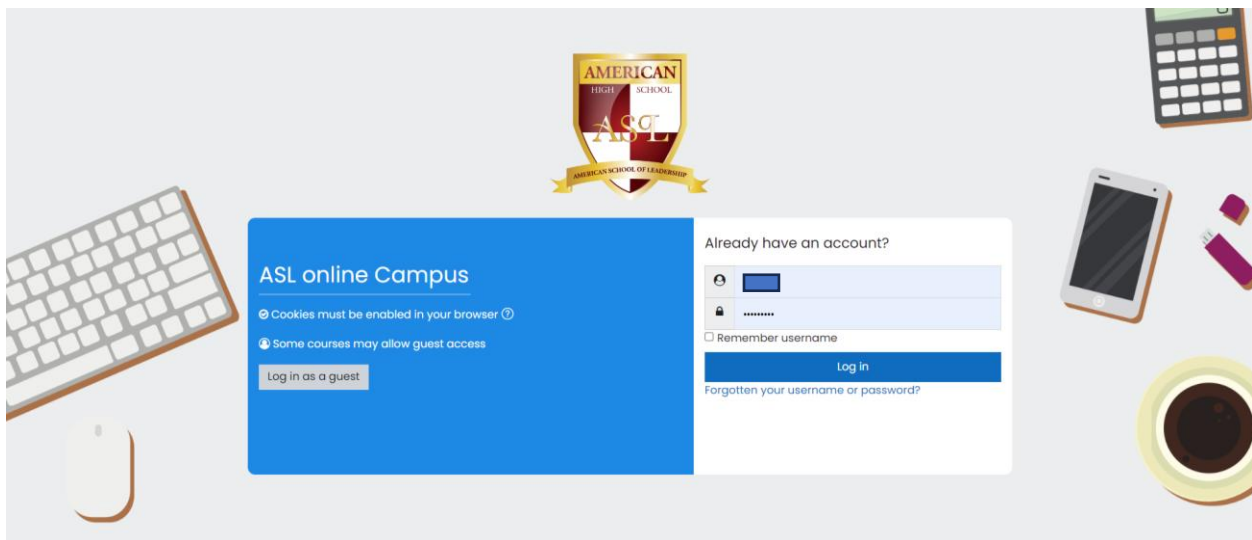 AMERICAN
HIGH SCHOOL
ASL
AMERICAN SCHOOL OF LEADERSHIP
ASL online Campus
Cookies must be enabled in your browser
Some courses may allow guest access
Log in as a guest
Already have an account?
Remember username
Log in
Forgotten your username or password?